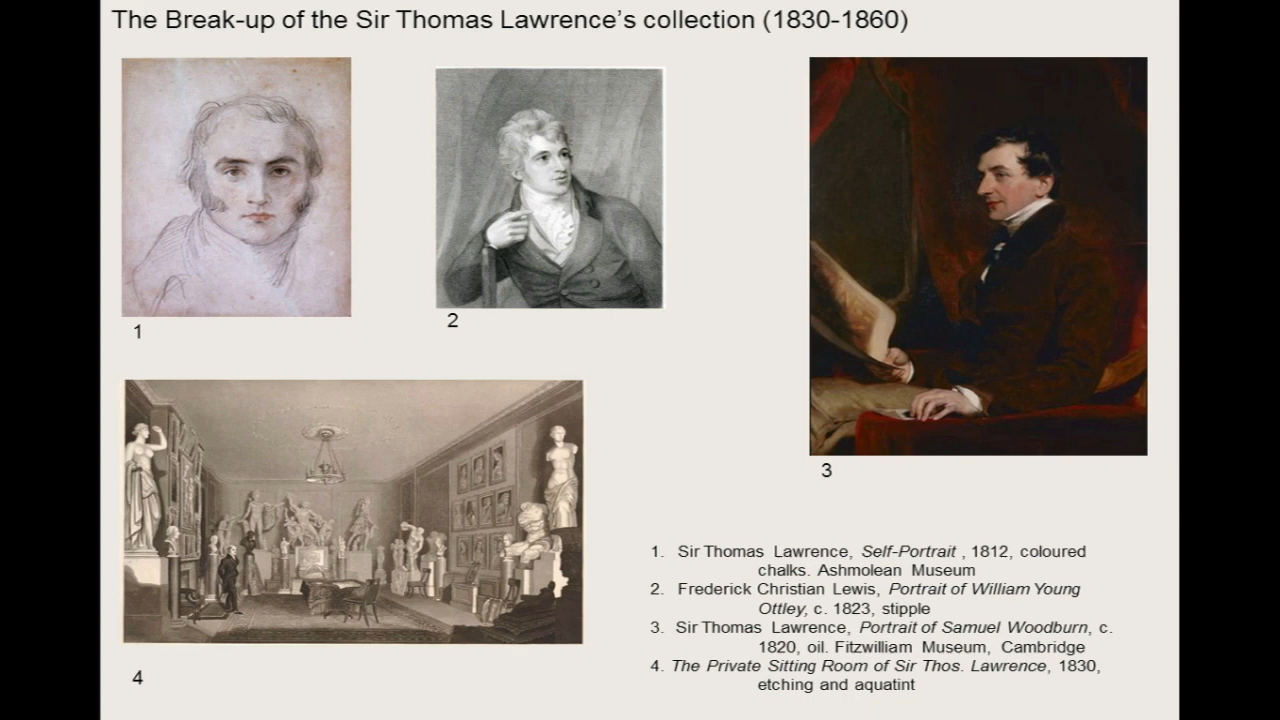 The Break-up of the Sir Thomas Lawrence's collection (1830-1860)
1
2
3
4
1. Sir Thomas Lawrence, Self-Portrait , 1812, coloured
chalks. Ashmolean Museum
2. Frederick Christian Lewis, Portrait of William Young
Ottley, c. 1823, stipple
3. Sir Thomas Lawrence, Portrait of Samuel Woodburn, c.
1820, oil. Fitzwilliam Museum, Cambridge
4. The Private Sitting Room of Sir Thos. Lawrence, 1830,
etching and aquatint